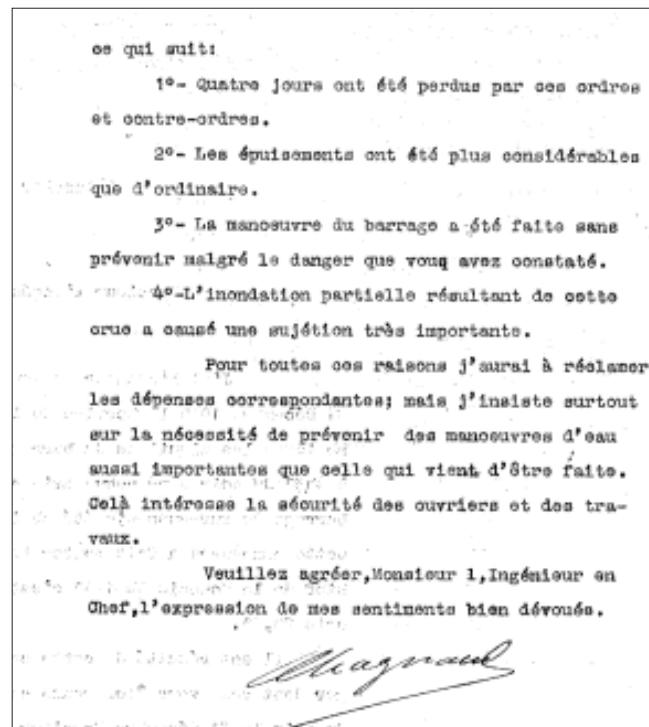 ce qui suit:
1º- Quatre jours ont été perdus par ces ordres
et contre-ordres.
2º- Les épuisements ont été plus considérables
que d'ordinaire.
3º- La manoeuvre du barrage a été faite sans
prévenir malgré le danger que vous avez constaté.
4º-L'inondation partielle résultant de cette
crue a causé une sujétion très importante.
Pour toutes ces raisons j'aurai à réclamer
les dépenses correspondantes; mais j'insiste surtout
sur la nécessité de prévenir des manoeuvres d'eau
aussi importantes que celle qui vient d'être faite.
Celà intéresse la sécurité des ouvriers et des tra-
vaux.
Veuillez agréer,Monsieur l,Ingénieur en
Chef,l'expression de mes sentiments bien dévoués.
Chagnaud